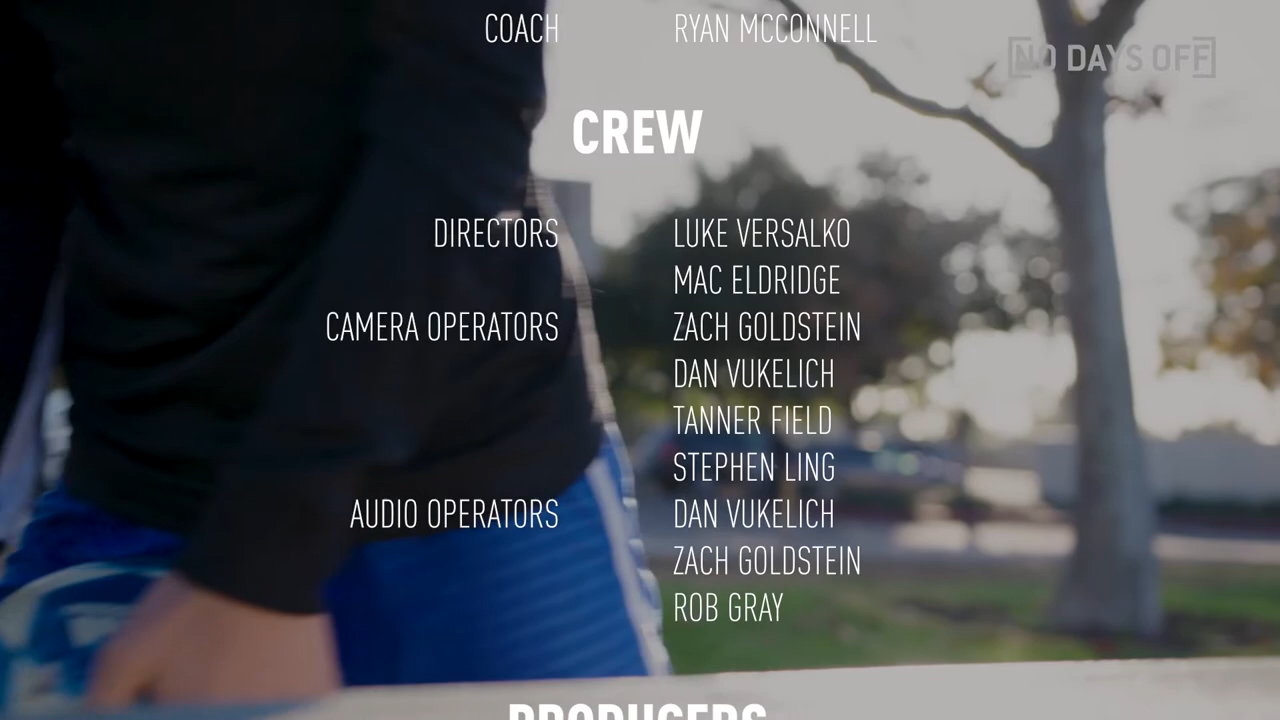 COACH RYAN MCCONNELL
[NO DAYS OFF]
CREW
DIRECTORS LUKE VERSALKO
MAC ELDRIDGE
CAMERA OPERATORS ZACH GOLDSTEIN
DAN VUKELICH
TANNER FIELD
STEPHEN LING
AUDIO OPERATORS DAN VUKELICH
ZACH GOLDSTEIN
ROB GRAY
PRODUCERS